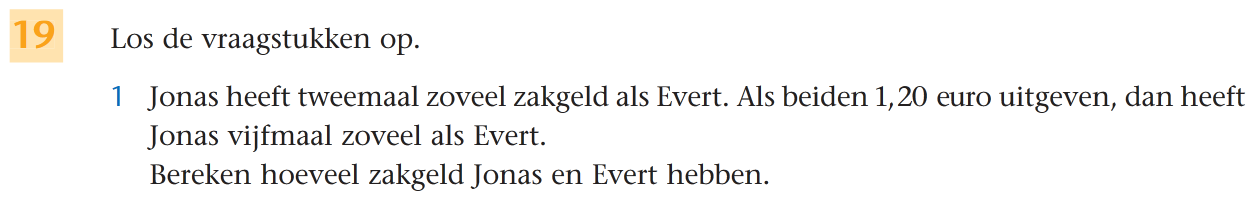 19 Los de vraagstukken op.
1 Jonas heeft tweemaal zoveel zakgeld als Evert. Als beiden 1,20 euro uitgeven, dan heeft
Jonas vijfmaal zoveel als Evert.
Bereken hoeveel zakgeld Jonas en Evert hebben.